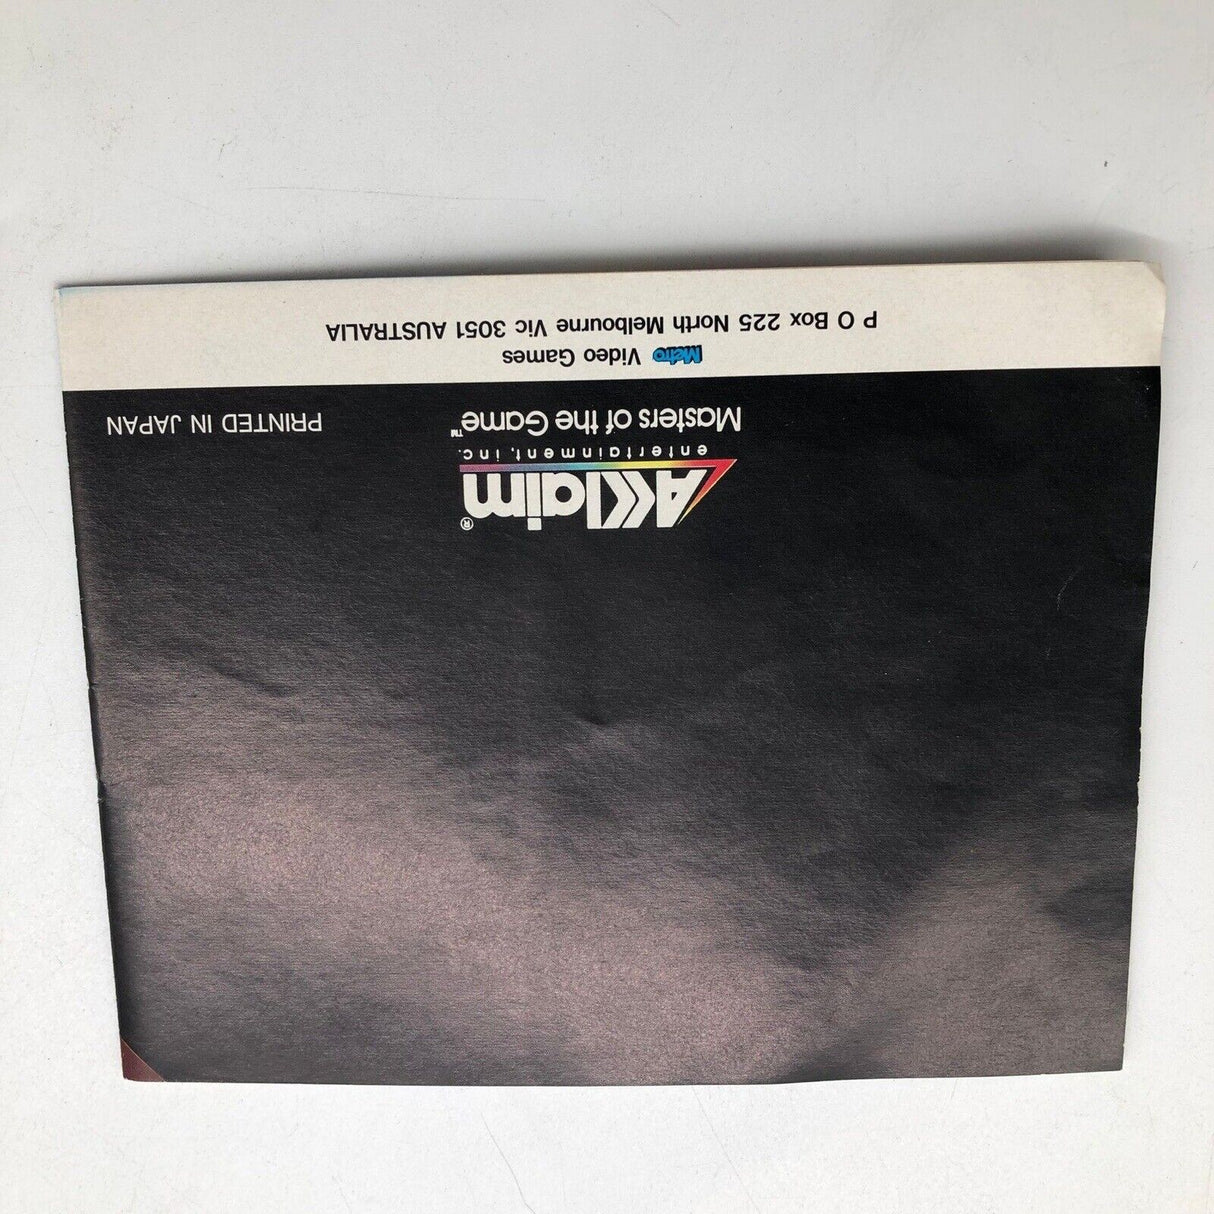 AKKlaim®
entertainment, inc.
Masters of the Game™
PRINTED IN JAPAN
Metro Video Games
P O Box 225 North Melbourne Vic 3051 AUSTRALIA